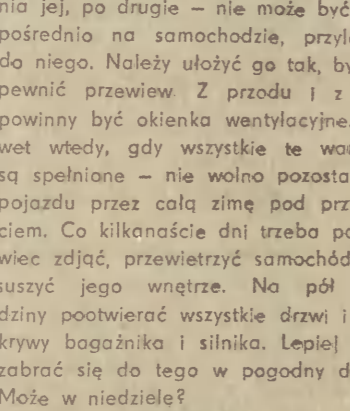 nia jej, po drugie — nie może być
pośrednio na samochodzie, przyle
do niego. Należy ułożyć go tak, by
pewnić przewiew. Z przodu i z
powinny być okienka wentylacyjne.
wet wtedy, gdy wszystkie te wa
są spełnione — nie wolno pozosta
pojazdu przez całą zimę pod prz
ciem. Co kilkanaście dni trzeba po
wiec zdjąć, przewietrzyć samochód
suszyć jego wnętrze. Na pół
dziny pootwierać wszystkie drzwi i
krywy bagażnika i silnika. Lepiej
zabrać się do tego w pogodny d
Może w niedzielę?